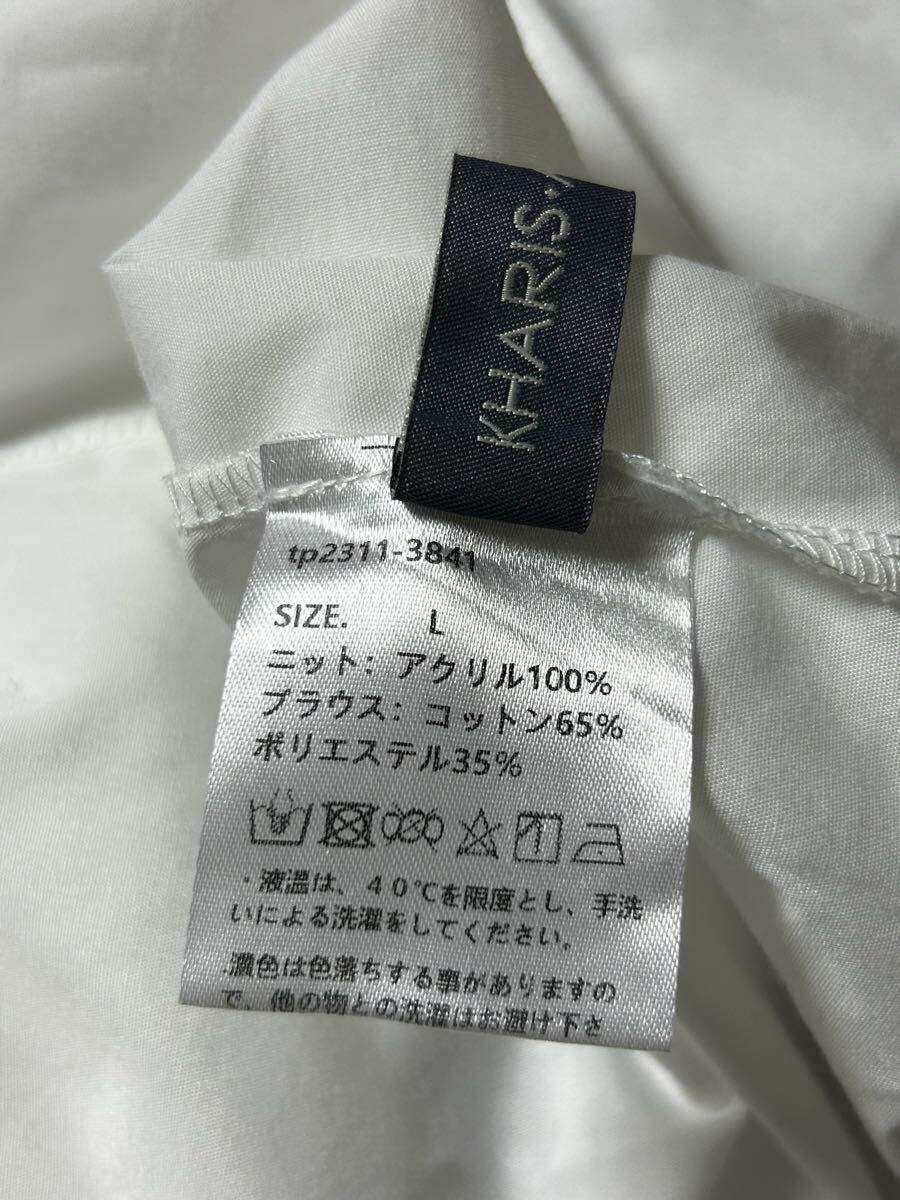 KHARIS
tp2311-3841
SIZE. L
ニット: アクリル100%
ブラウス: コットン65%
ポリエステル35%
・液温は、40℃を限度とし、手洗
いによる洗濯をしてください。
.濃色は色落ちする事がありますの
で、他の物との洗濯はお避け下さ